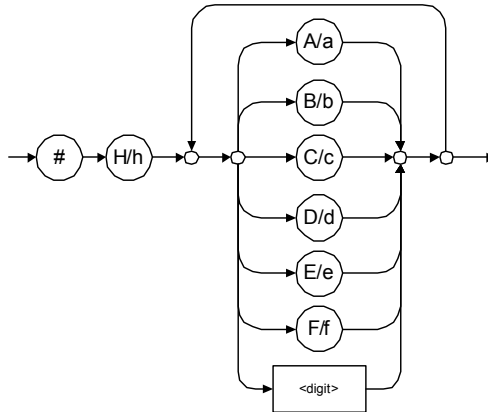 A/a
B/b
# H/h C/c
D/d
E/e
F/f
<digit>